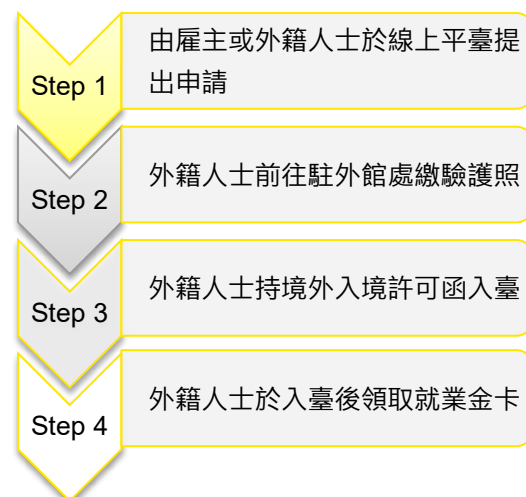 Step 1
由雇主或外籍人士於線上平臺提
出申請
Step 2
外籍人士前往駐外館處繳驗護照
Step 3
外籍人士持境外入境許可函入臺
Step 4
外籍人士於入臺後領取就業金卡